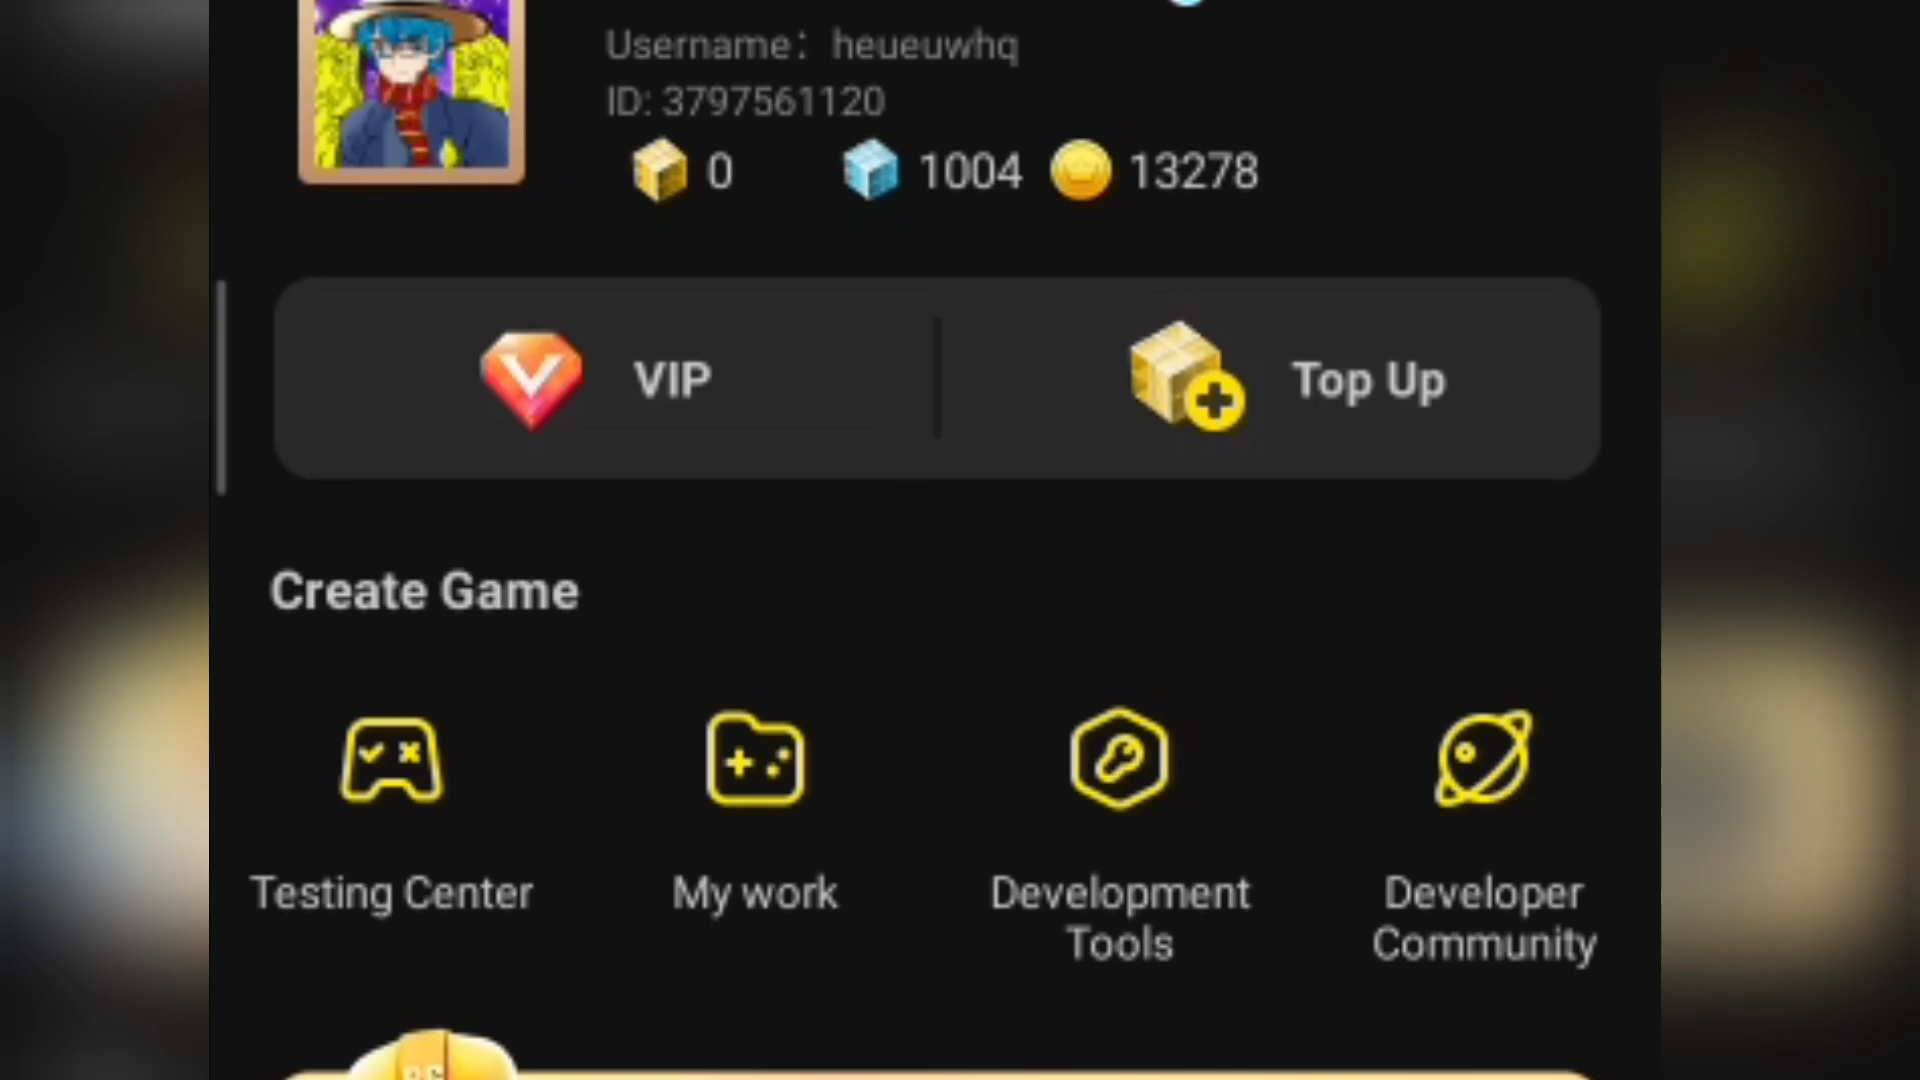 Username: heueuwhq
ID: 3797561120
0 1004 13278
VIP Top Up
Create Game
Testing Center
My work
Development
Tools
Developer
Community